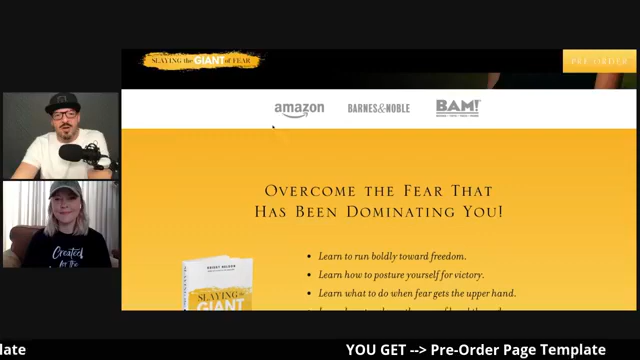 SLAYING the GIANT of FEAR
PRE-ORDER
amazon
BARNES & NOBLE
BAM!
OVERCOME THE FEAR THAT
HAS BEEN DOMINATING YOU!
• Learn to run boldly toward freedom.
• Learn how to posture yourself for victory.
• Learn what to do when fear gets the upper hand.
SLAYING the
GIANT
Created
late
YOU GET --> Pre-Order Page Template